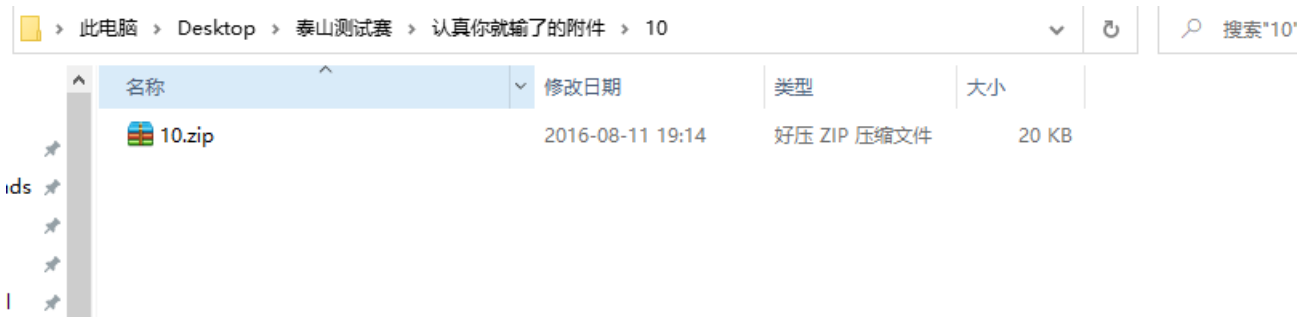 此电脑 > Desktop > 泰山测试赛 > 认真你就输了的附件 > 10 搜索"10"
名称 修改日期 类型 大小
10.zip 2016-08-11 19:14 好压 ZIP 压缩文件 20 KB
ds
l